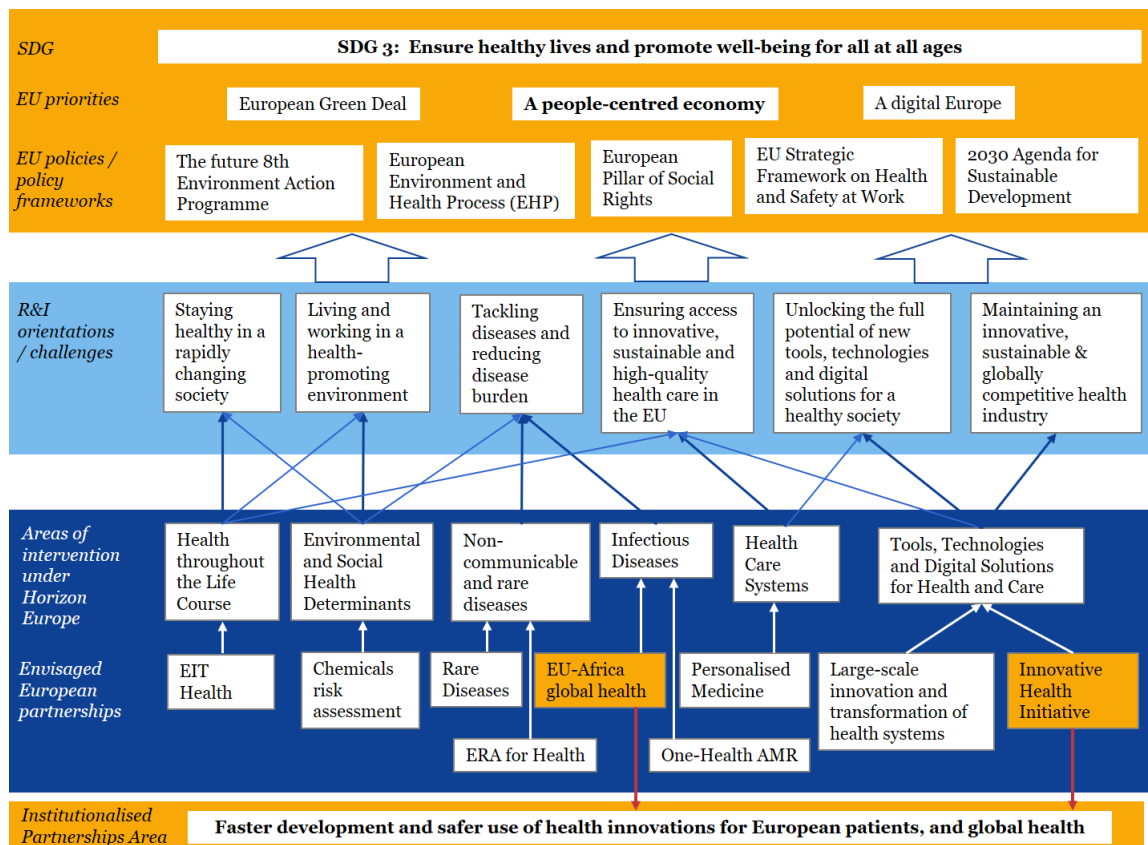 SDG
SDG 3: Ensure healthy lives and promote well-being for all at all ages
EU priorities
European Green Deal
A people-centred economy
A digital Europe
EU policies /
policy
frameworks
The future 8th
Environment Action
Programme
European
Environment and
Health Process (EHP)
European
Pillar of Social
Rights
EU Strategic
Framework on Health
and Safety at Work
2030 Agenda for
Sustainable
Development
R&I
orientations
/ challenges
Staying
healthy in a
rapidly
changing
society
Living and
working in a
health-
promoting
environment
Tackling
diseases and
reducing
disease
burden
Ensuring access
to innovative,
sustainable and
high-quality
health care in
the EU
Unlocking the full
potential of new
tools, technologies
and digital
solutions for a
healthy society
Maintaining an
innovative,
sustainable &
globally
competitive health
industry
Areas of
intervention
under
Horizon
Europe
Health
throughout
the Life
Course
Environmental
and Social
Health
Determinants
Non-
communicable
and rare
diseases
Infectious
Diseases
Health
Care
Systems
Tools, Technologies
and Digital Solutions
for Health and Care
Envisaged
European
partnerships
EIT
Health
Chemicals
risk
assessment
Rare
Diseases
EU-Africa
global health
Personalised
Medicine
Large-scale
innovation and
transformation of
health systems
Innovative
Health
Initiative
ERA for Health
One-Health AMR
Institutionalised
Partnerships Area
Faster development and safer use of health innovations for European patients, and global health